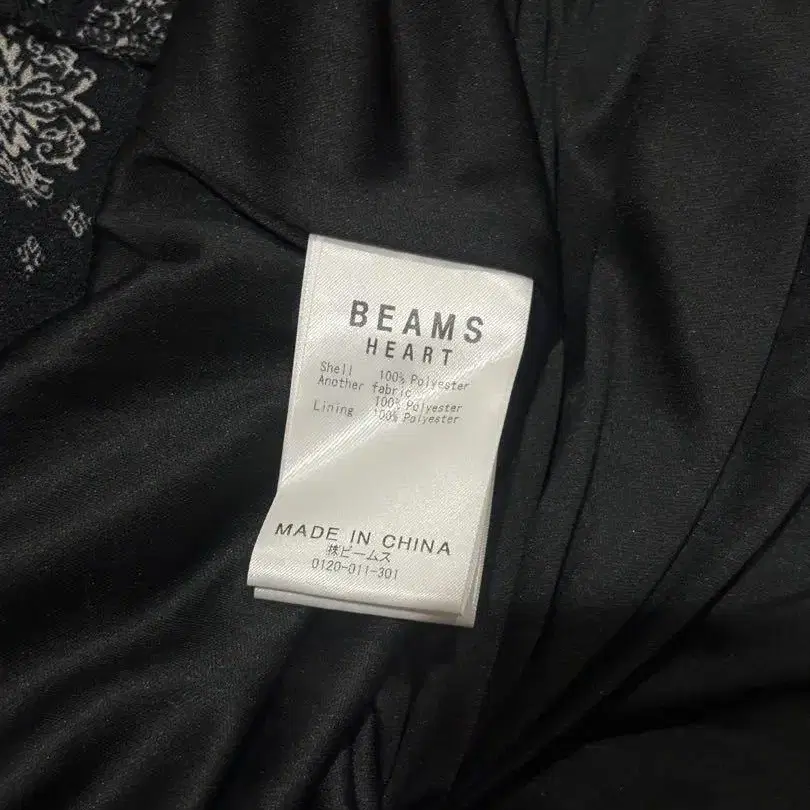 BEAMS
HEART
Shell 100% Polyester
Another fabric
100% Polyester
Lining 100% Polyester
MADE IN CHINA
㈱ビームス
0120-011-301